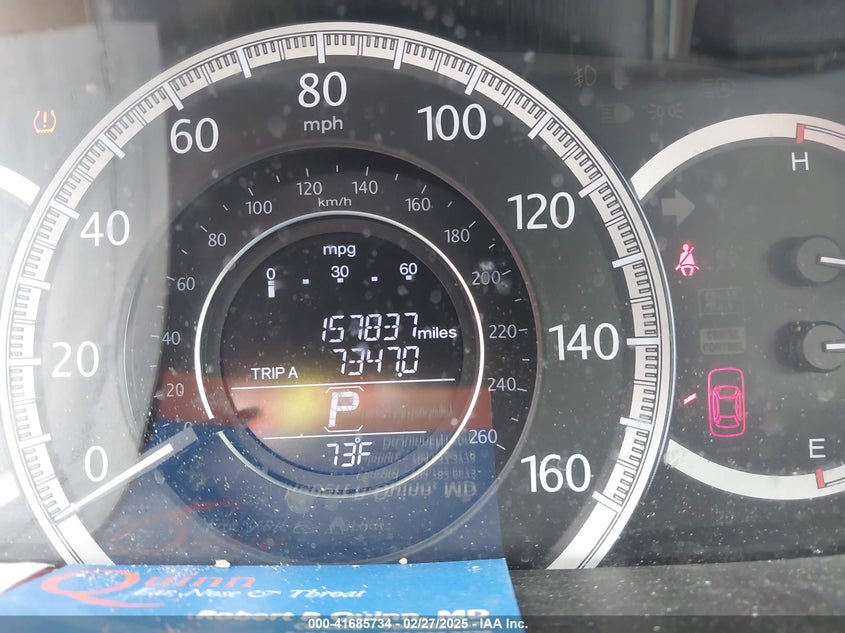 80
mph
60
100
40
120
20
140
0
160
120
140
km/h
100
160
80
180
60
200
40
220
20
240
260
mpg
0 30 60
157837 miles
TRIP A 7347.0
P
73°F
H
E
Quinn
Ear, Nose & Throat
000-41685734 - 02/27/2025 - IAA Inc.